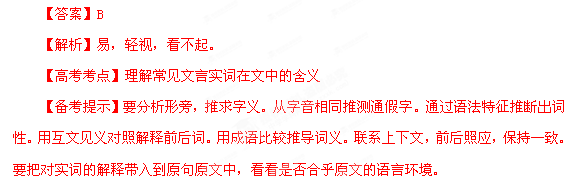 【答案】B
【解析】易，轻视，看不起。
【高考考点】理解常见文言实词在文中的含义
【备考提示】要分析形旁，推求字义。从字音相同推测通假字。通过语法特征推断出词
性。用互文见义对照解释前后词。用成语比较推导词义。联系上下文，前后照应，保持一致。
要把对实词的解释带入到原句原文中，看看是否合乎原文的语言环境。